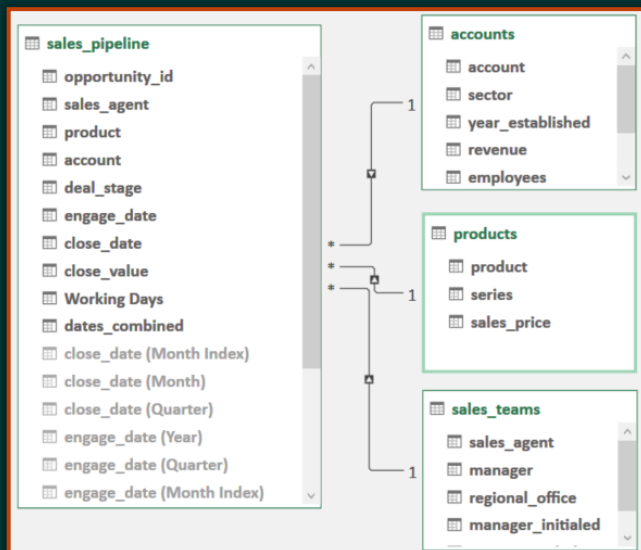 sales_pipeline
opportunity_id
sales_agent
product
account
deal_stage
engage_date
close_date
close_value
Working Days
dates_combined
close_date (Month Index)
close_date (Month)
close_date (Quarter)
engage_date (Year)
engage_date (Quarter)
engage_date (Month Index)
*
*
*
1
1
1
accounts
account
sector
year_established
revenue
employees
products
product
series
sales_price
sales_teams
sales_agent
manager
regional_office
manager_initialed